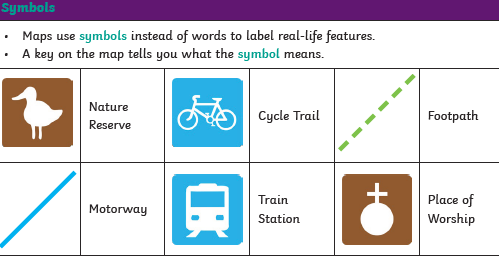 Symbols
• Maps use symbols instead of words to label real-life features.
• A key on the map tells you what the symbol means.
Nature
Reserve
Cycle Trail
Footpath
Motorway
Train
Station
Place of
Worship